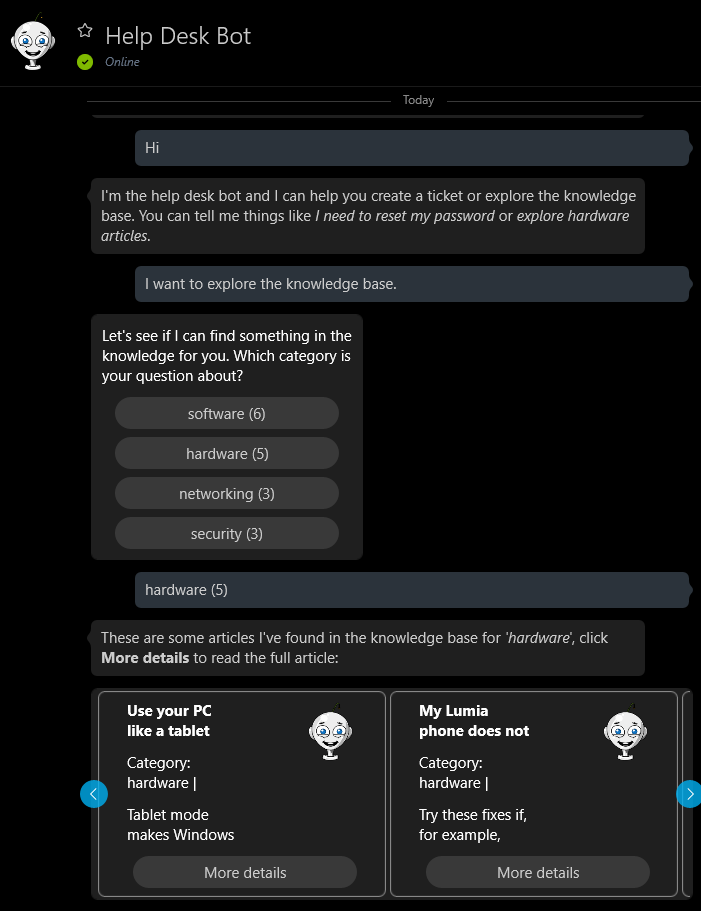 Help Desk Bot
Online
Today
Hi
I'm the help desk bot and I can help you create a ticket or explore the knowledge
base. You can tell me things like I need to reset my password or explore hardware
articles.
I want to explore the knowledge base.
Let's see if I can find something in the
knowledge for you. Which category is
your question about?
software (6)
hardware (5)
networking (3)
security (3)
hardware (5)
These are some articles I've found in the knowledge base for 'hardware', click
More details to read the full article:
Use your PC
like a tablet
Category:
hardware |
Tablet mode
makes Windows
More details
My Lumia
phone does not
Category:
hardware |
Try these fixes if,
for example,
More details